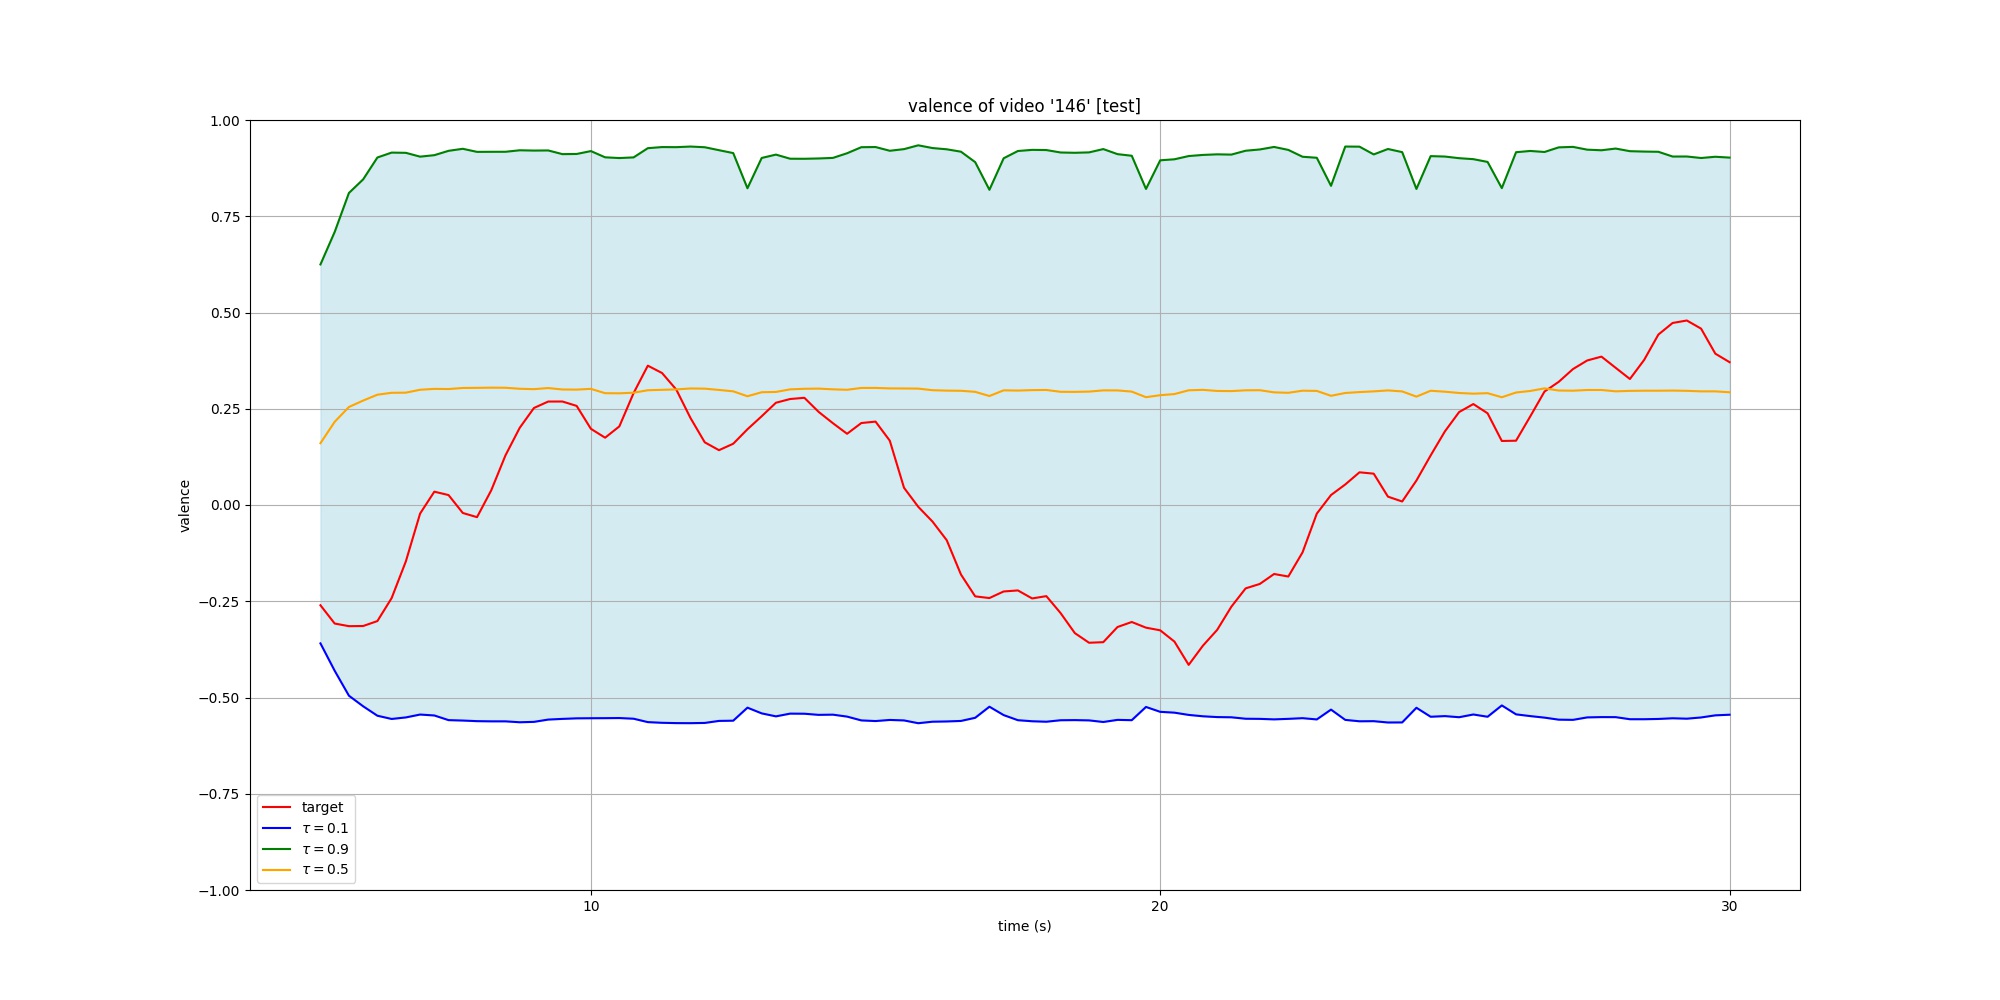 valence of video '146' [test]
1.00
0.75
0.50
0.25
0.00
−0.25
−0.50
−0.75
−1.00
valence
10
20
30
time (s)
target
τ = 0.1
τ = 0.9
τ = 0.5